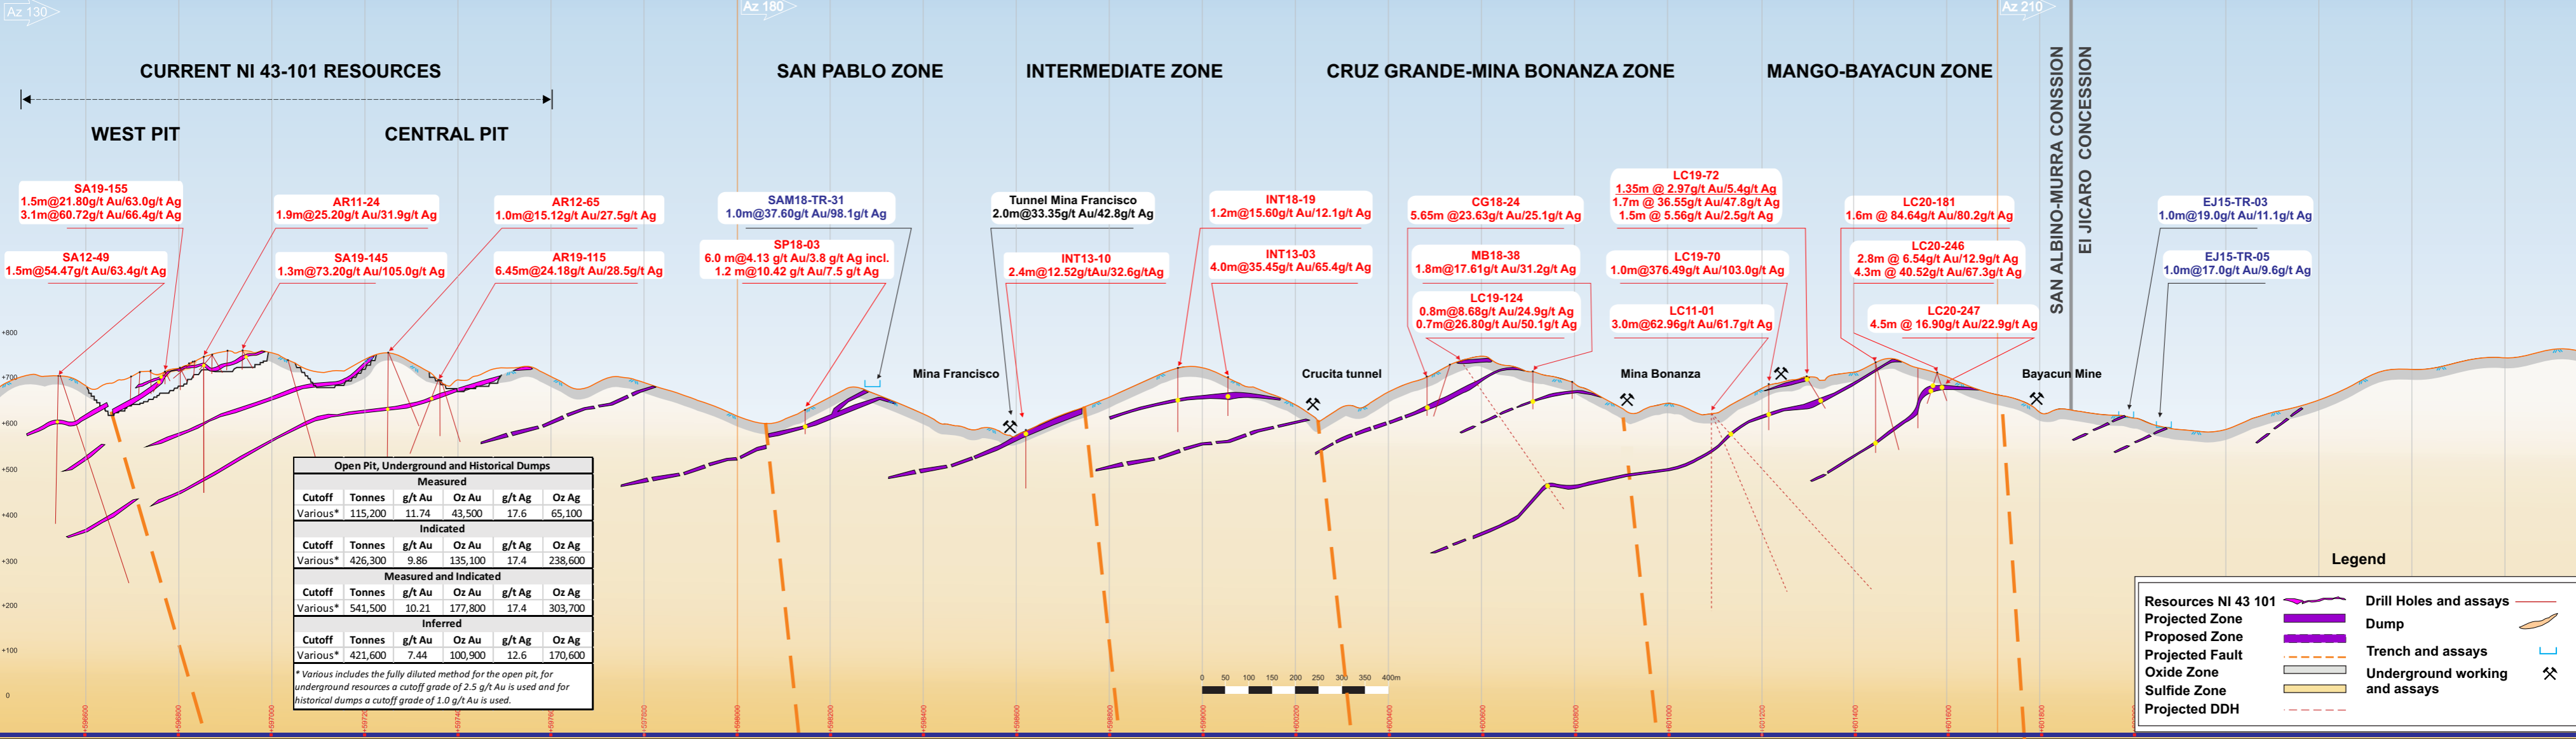 Az 130
Az 180
Az 210
CURRENT NI 43-101 RESOURCES
SAN PABLO ZONE
INTERMEDIATE ZONE
CRUZ GRANDE-MINA BONANZA ZONE
MANGO-BAYACUN ZONE
SAN ALBINO-MURRA CONSSION
El JICARO CONCESSION
WEST PIT
CENTRAL PIT
SA19-155
1.5m@21.80g/t Au/63.0g/t Ag
3.1m@60.72g/t Au/66.4g/t Ag
SA12-49
1.5m@54.47g/t Au/63.4g/t Ag
AR11-24
1.9m@25.20g/t Au/31.9g/t Ag
SA19-145
1.3m@73.20g/t Au/105.0g/t Ag
AR12-65
1.0m@15.12g/t Au/27.5g/t Ag
AR19-115
6.45m@24.18g/t Au/28.5g/t Ag
SAM18-TR-31
1.0m@37.60g/t Au/98.1g/t Ag
SP18-03
6.0 m@4.13 g/t Au/3.8 g/t Ag incl.
1.2 m@10.42 g/t Au/7.5 g/t Ag
Tunnel Mina Francisco
2.0m@33.35g/t Au/42.8g/t Ag
INT13-10
2.4m@12.52g/tAu/32.6g/tAg
INT18-19
1.2m@15.60g/t Au/12.1g/t Ag
INT13-03
4.0m@35.45g/t Au/65.4g/t Ag
CG18-24
5.65m @23.63g/t Au/25.1g/t Ag
MB18-38
1.8m@17.61g/t Au/31.2g/t Ag
LC19-124
0.8m@8.68g/t Au/24.9g/t Ag
0.7m@26.80g/t Au/50.1g/t Ag
LC19-72
1.35m @ 2.97g/t Au/5.4g/t Ag
1.7m @ 36.55g/t Au/47.8g/t Ag
1.5m @ 5.56g/t Au/2.5g/t Ag
LC19-70
1.0m@376.49g/t Au/103.0g/t Ag
LC11-01
3.0m@62.96g/t Au/61.7g/t Ag
LC20-181
1.6m @ 84.64g/t Au/80.2g/t Ag
LC20-246
2.8m @ 6.54g/t Au/12.9g/t Ag
4.3m @ 40.52g/t Au/67.3g/t Ag
LC20-247
4.5m @ 16.90g/t Au/22.9g/t Ag
EJ15-TR-03
1.0m@19.0g/t Au/11.1g/t Ag
EJ15-TR-05
1.0m@17.0g/t Au/9.6g/t Ag
Mina Francisco
Crucita tunnel
Mina Bonanza
Bayacun Mine
+800
+700
+600
+500
+400
+300
+200
+100
0
Open Pit, Underground and Historical Dumps
Measured
Cutoff Tonnes g/t Au Oz Au g/t Ag Oz Ag
Various* 115,200 11.74 43,500 17.6 65,100
Indicated
Cutoff Tonnes g/t Au Oz Au g/t Ag Oz Ag
Various* 426,300 9.86 135,100 17.4 238,600
Measured and Indicated
Cutoff Tonnes g/t Au Oz Au g/t Ag Oz Ag
Various* 541,500 10.21 177,800 17.4 303,700
Inferred
Cutoff Tonnes g/t Au Oz Au g/t Ag Oz Ag
Various* 421,600 7.44 100,900 12.6 170,600
* Various includes the fully diluted method for the open pit, for
underground resources a cutoff grade of 2.5 g/t Au is used and for
historical dumps a cutoff grade of 1.0 g/t Au is used.
0 50 100 150 200 250 300 350 400m
Legend
Resources NI 43 101
Projected Zone
Proposed Zone
Projected Fault
Oxide Zone
Sulfide Zone
Projected DDH
Drill Holes and assays
Dump
Trench and assays
Underground working
and assays